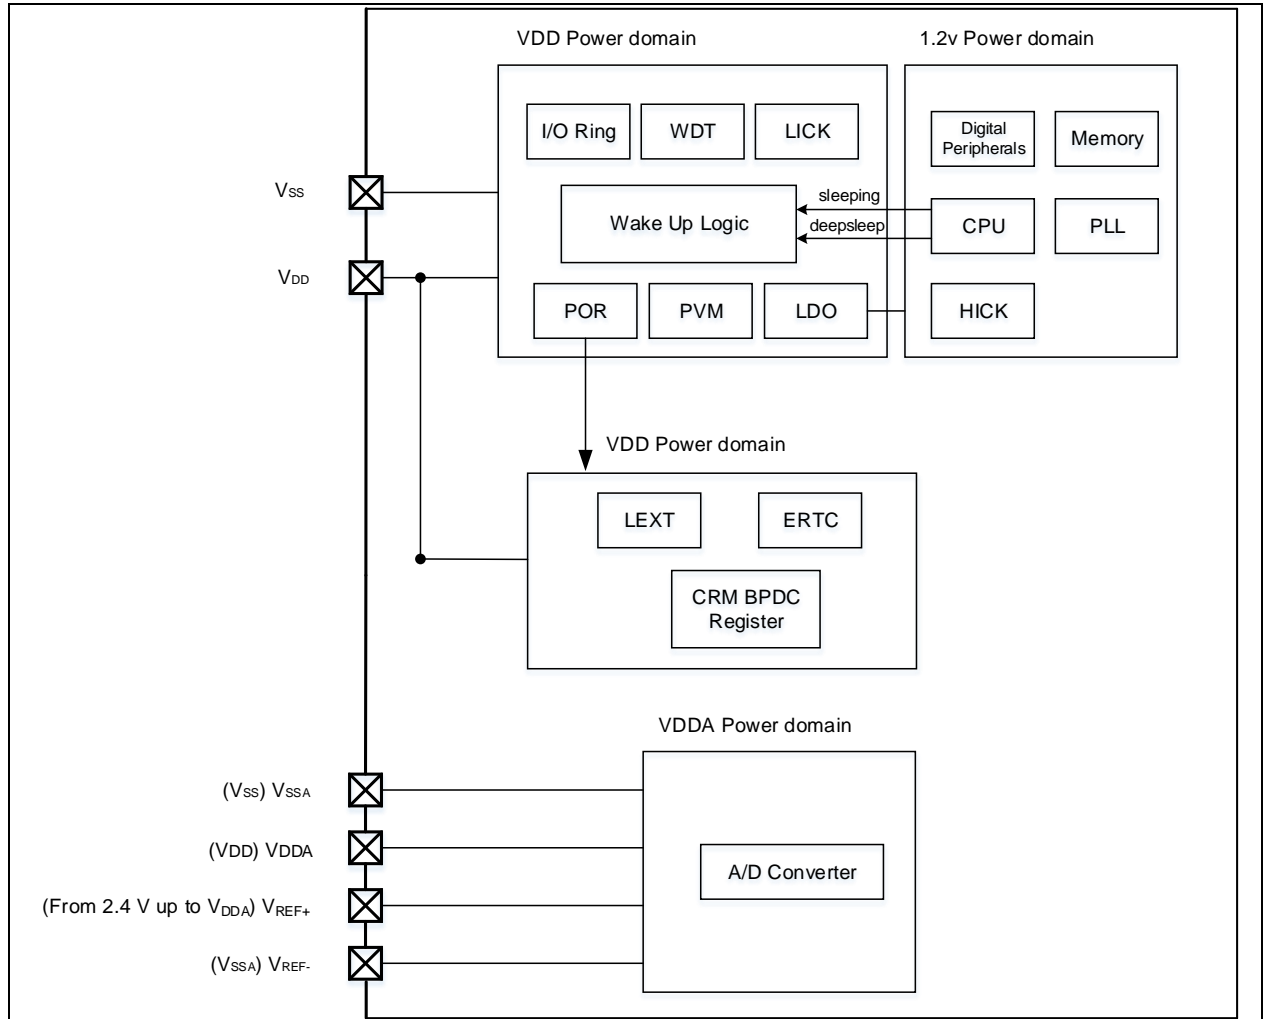 VDD Power domain
1.2v Power domain
I/O Ring
WDT
LICK
Digital
Peripherals
Memory
VSS
sleeping
Wake Up Logic
deepsleep
CPU
PLL
VDD
POR
PVM
LDO
HICK
VDD Power domain
LEXT
ERTC
CRM BPDC
Register
VDDA Power domain
(VSS) VSSA
(VDD) VDDA
A/D Converter
(From 2.4 V up to VDDA) VREF+
(VSSA) VREF-